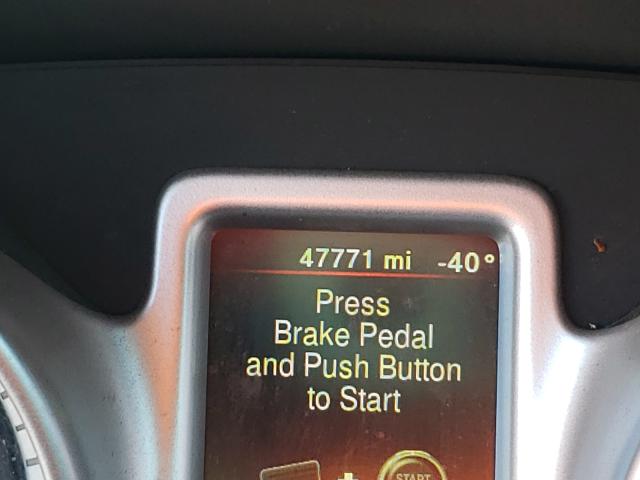 47771 mi -40°
Press
Brake Pedal
and Push Button
to Start
START